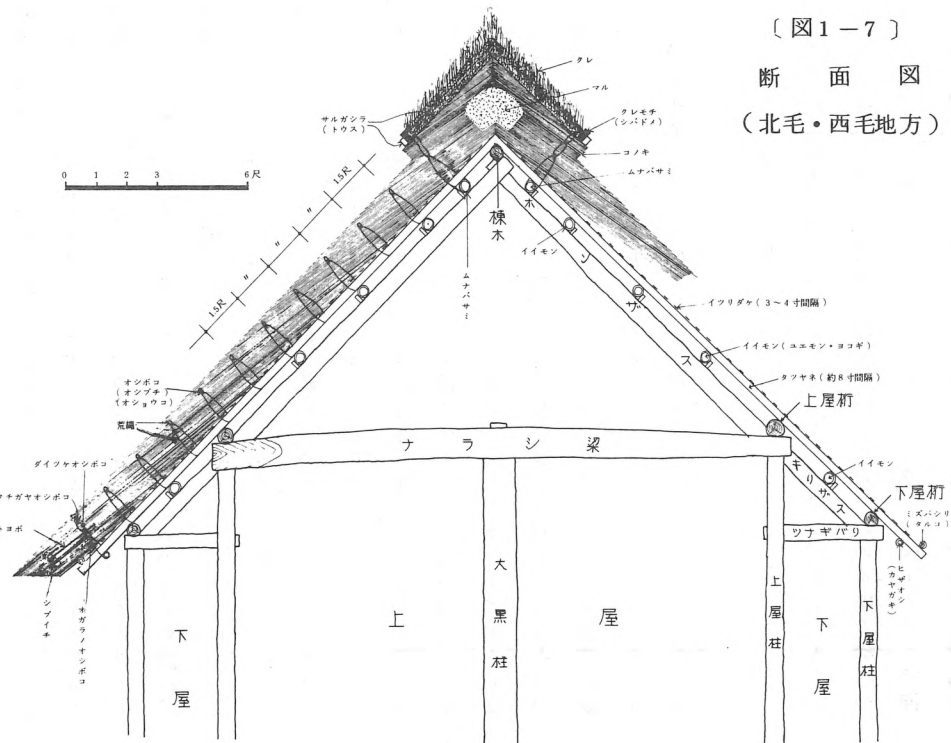 〔図1−7〕
断面図
(北毛・西毛地方)
クレ
マル
サルガシラ
(トウス)
クレモチ
(シバドメ)
コノキ
ムナバサミ
0 1 2 3 6尺
1.5尺
〃
〃
1.5尺
棟木
ホンザス
イイモン
ムナバサミ
イツリダケ(3〜4寸間隔)
イイモン(ユエモン・ヨコギ)
タツヤネ(約8寸間隔)
オシボコ
(オシブチ)
(オショウコ)
荒縄
上屋桁
ナラシ梁
ダイツケオシボコ
キリザス
イイモン
下屋桁
ミズバシリ
(タルコ)
ツナギバリ
ヒザオシ
(カヤガキ)
シブイチ
オガラノオシボコ
下屋
上屋
大黒柱
上屋柱
下屋
下屋柱